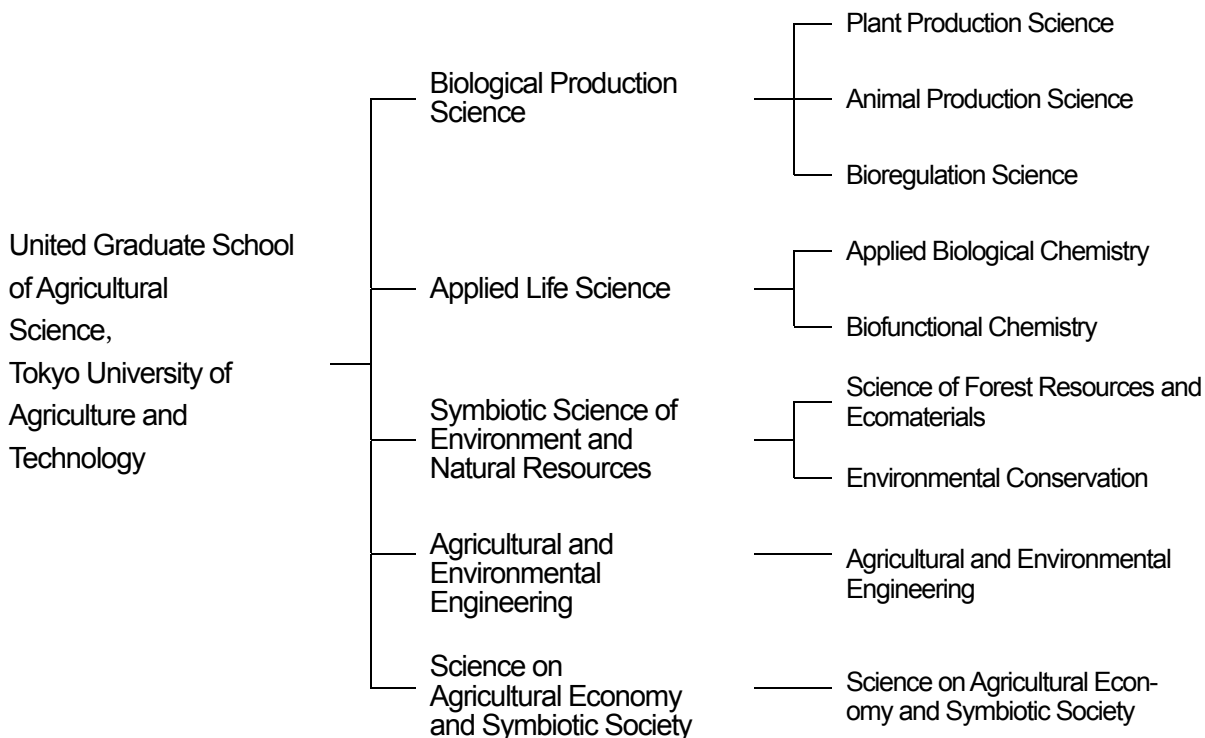 United Graduate School
of Agricultural
Science,
Tokyo University of
Agriculture and
Technology
Biological Production
Science
Plant Production Science
Animal Production Science
Bioregulation Science
Applied Life Science
Applied Biological Chemistry
Biofunctional Chemistry
Symbiotic Science of
Environment and
Natural Resources
Science of Forest Resources and
Ecomaterials
Environmental Conservation
Agricultural and
Environmental
Engineering
Agricultural and Environmental
Engineering
Science on
Agricultural Economy
and Symbiotic Society
Science on Agricultural Econ-
omy and Symbiotic Society